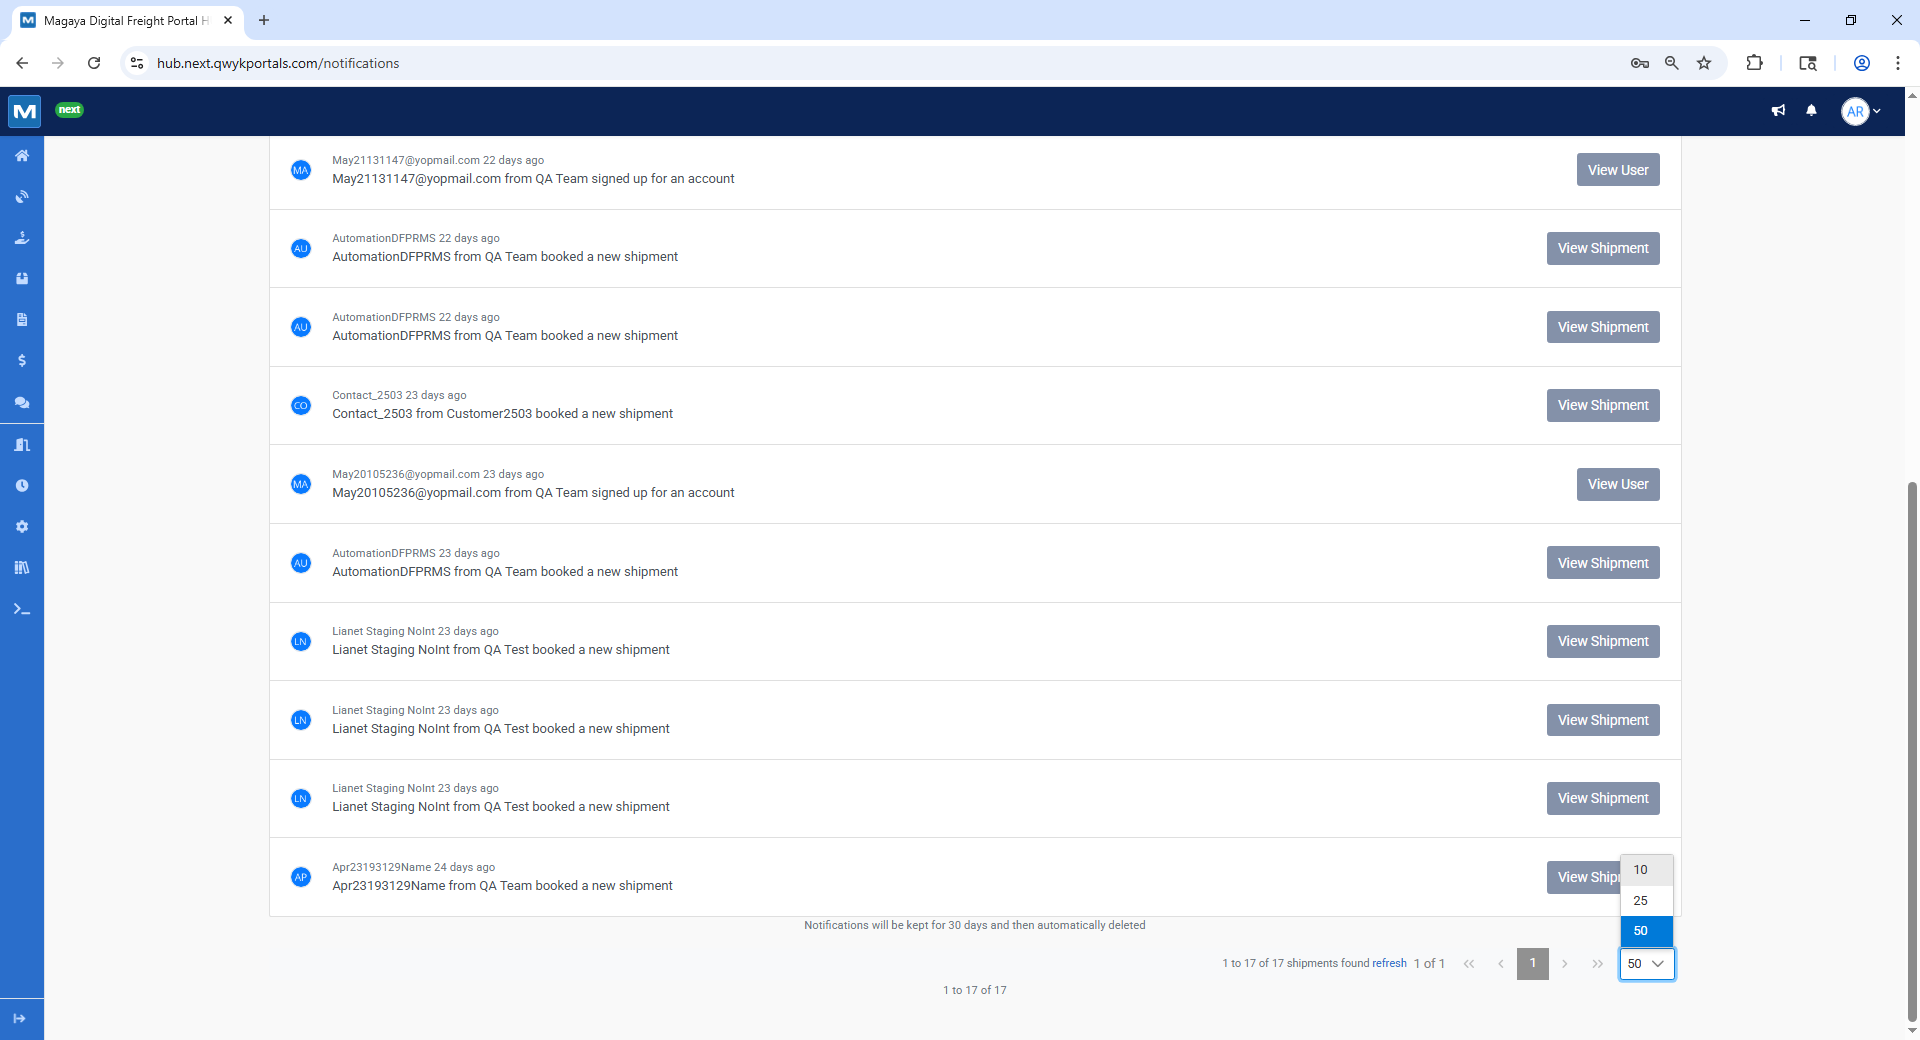 Magaya Digital Freight Portal H
hub.next.qwykportals.com/notifications
M
next
AR
MA
May21131147@yopmail.com 22 days ago
May21131147@yopmail.com from QA Team signed up for an account
View User
AU
AutomationDFPRMS 22 days ago
AutomationDFPRMS from QA Team booked a new shipment
View Shipment
AU
AutomationDFPRMS 22 days ago
AutomationDFPRMS from QA Team booked a new shipment
View Shipment
CO
Contact_2503 23 days ago
Contact_2503 from Customer2503 booked a new shipment
View Shipment
MA
May20105236@yopmail.com 23 days ago
May20105236@yopmail.com from QA Team signed up for an account
View User
AU
AutomationDFPRMS 23 days ago
AutomationDFPRMS from QA Team booked a new shipment
View Shipment
LN
Lianet Staging NoInt 23 days ago
Lianet Staging NoInt from QA Test booked a new shipment
View Shipment
LN
Lianet Staging NoInt 23 days ago
Lianet Staging NoInt from QA Test booked a new shipment
View Shipment
LN
Lianet Staging NoInt 23 days ago
Lianet Staging NoInt from QA Test booked a new shipment
View Shipment
AP
Apr23193129Name 24 days ago
Apr23193129Name from QA Team booked a new shipment
View Ship
10
25
50
Notifications will be kept for 30 days and then automatically deleted
1 to 17 of 17 shipments found refresh 1 of 1 « ‹ 1 › » 50
1 to 17 of 17